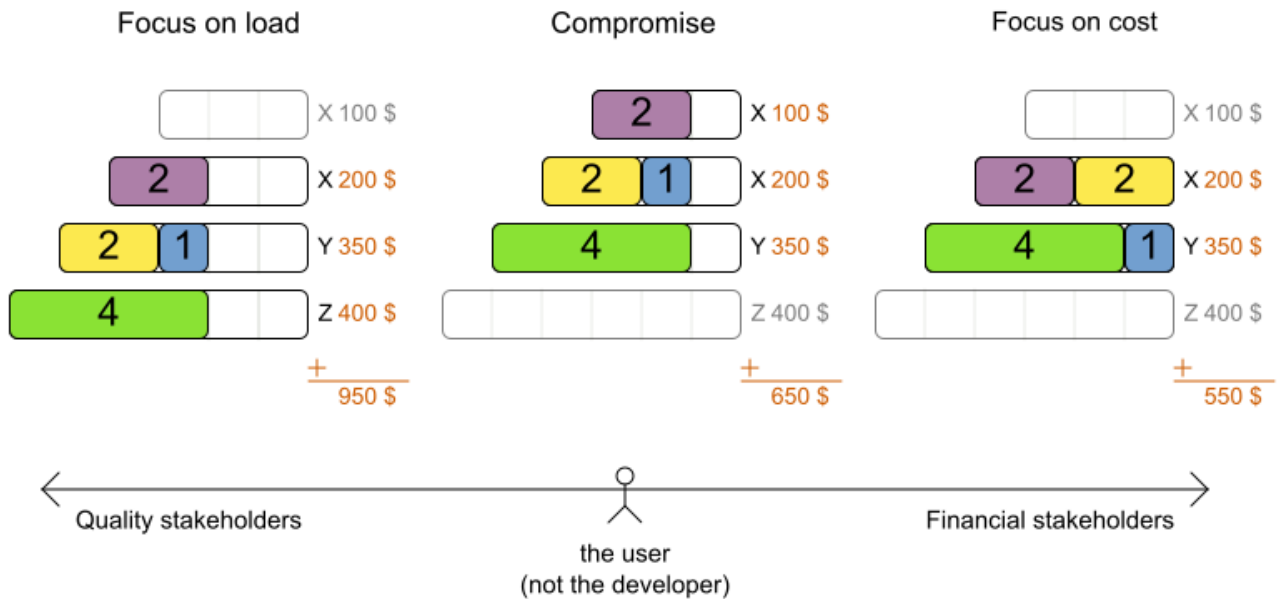 Focus on load
Compromise
Focus on cost
X 100 $
2
X 100 $
X 100 $
2
X 200 $
2
1
X 200 $
2
2
X 200 $
2
1
Y 350 $
4
Y 350 $
4
1
Y 350 $
4
Z 400 $
Z 400 $
Z 400 $
+
950 $
+
650 $
+
550 $
Quality stakeholders
Financial stakeholders
the user
(not the developer)